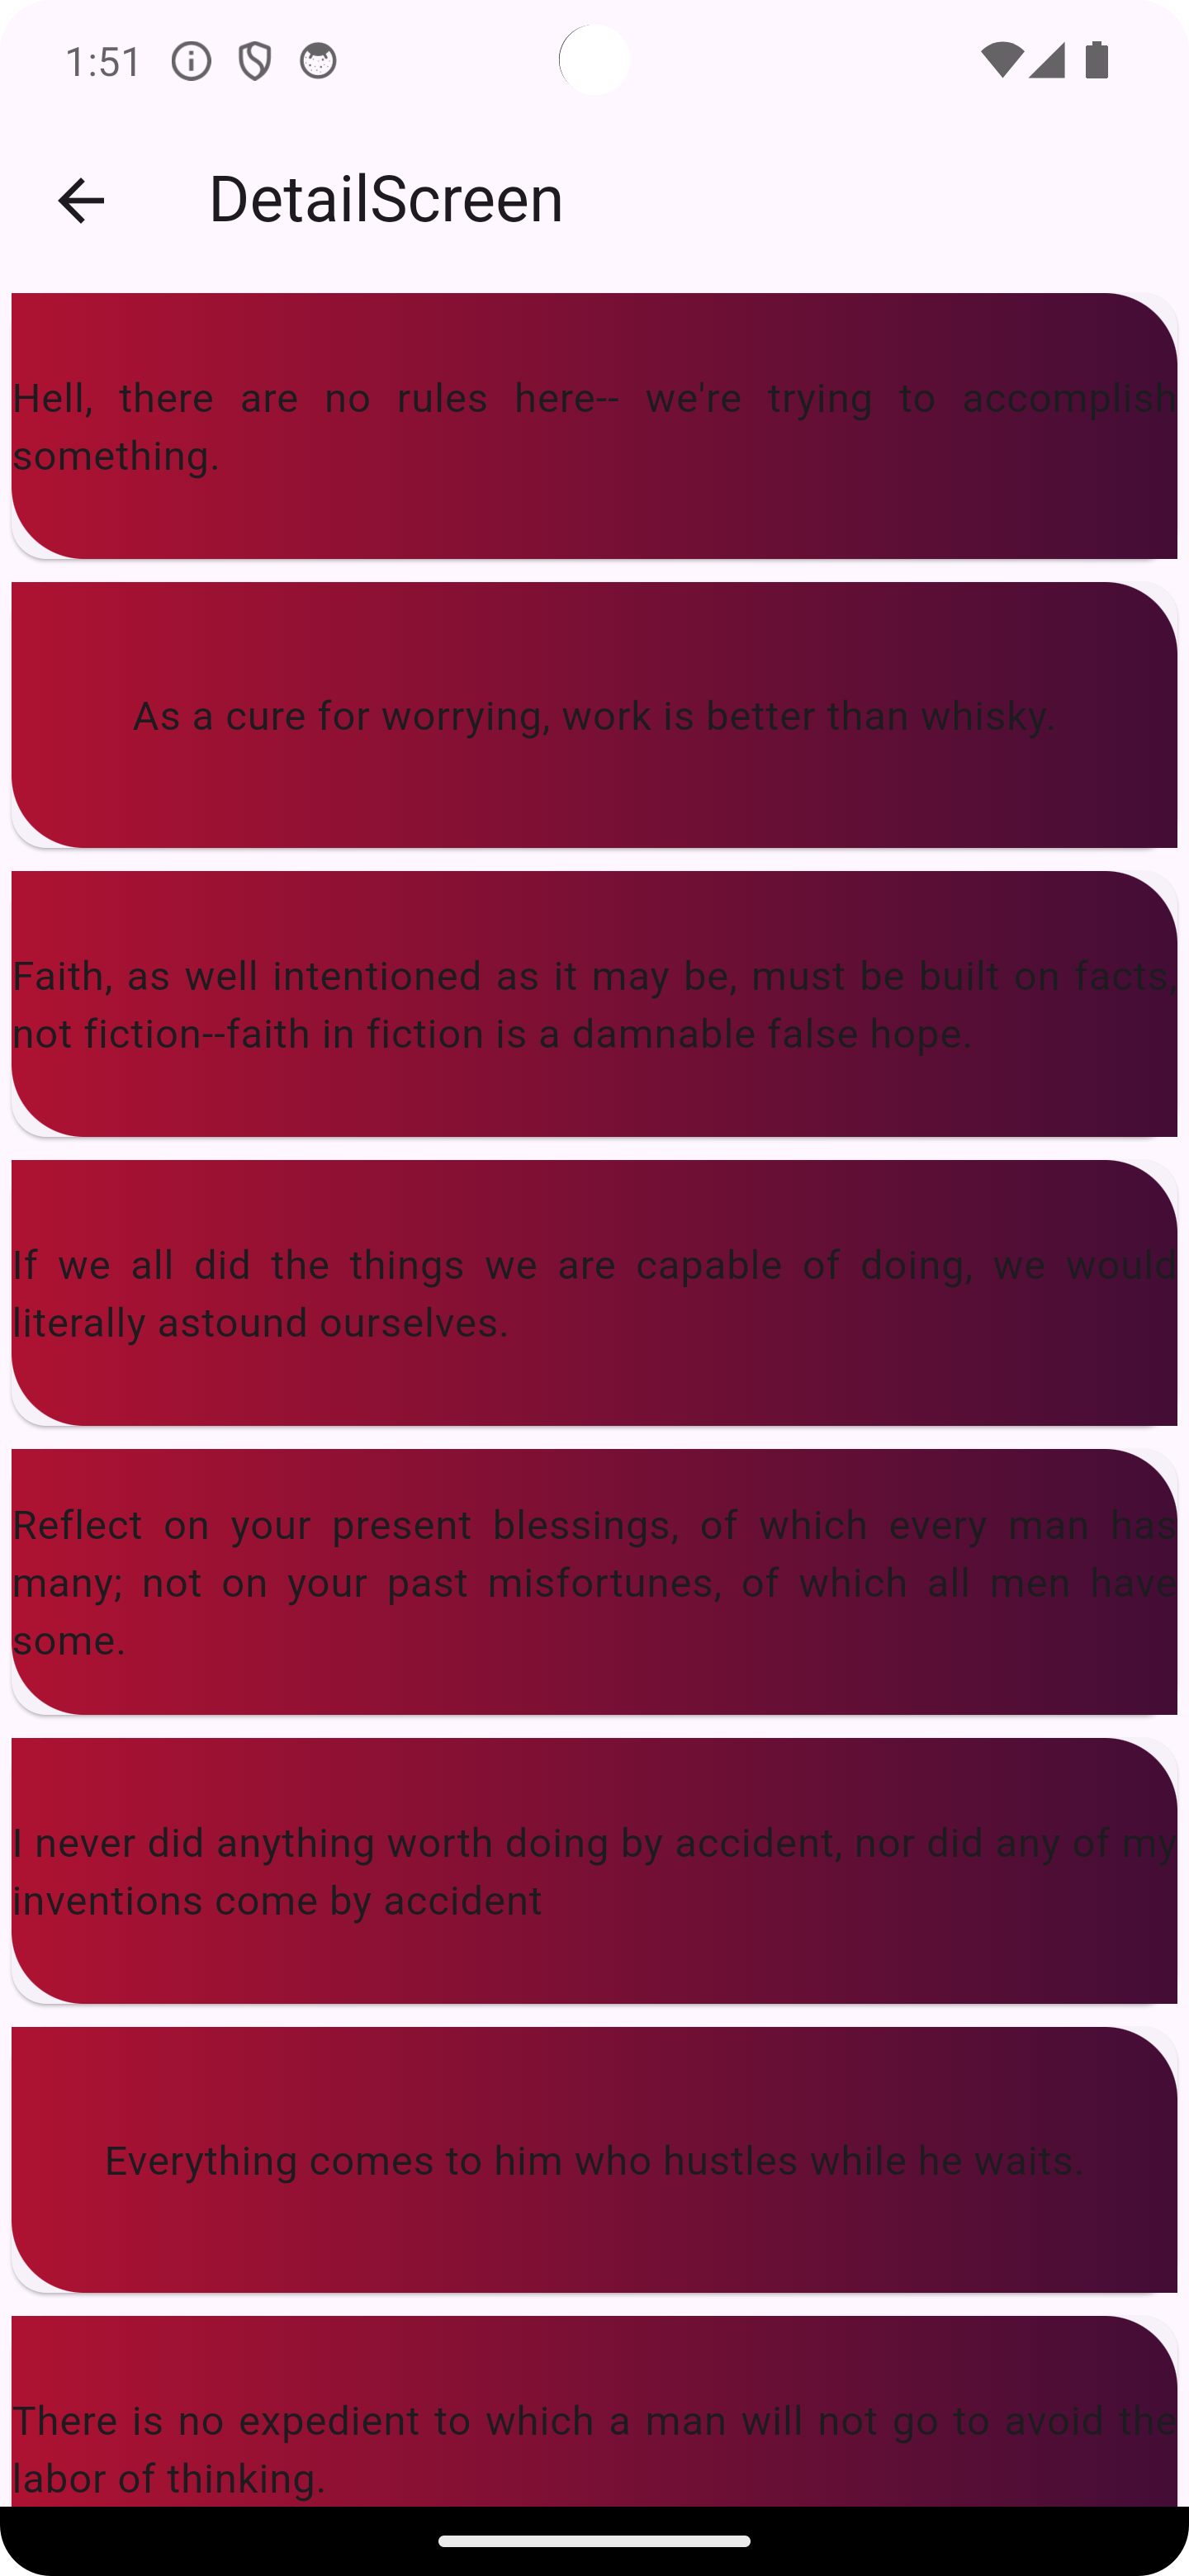 1:51
DetailScreen
Hell, there are no rules here-- we're trying to accomplish
something.
As a cure for worrying, work is better than whisky.
Faith, as well intentioned as it may be, must be built on facts,
not fiction--faith in fiction is a damnable false hope.
If we all did the things we are capable of doing, we would
literally astound ourselves.
Reflect on your present blessings, of which every man has
many; not on your past misfortunes, of which all men have
some.
I never did anything worth doing by accident, nor did any of my
inventions come by accident
Everything comes to him who hustles while he waits.
There is no expedient to which a man will not go to avoid the
labor of thinking.